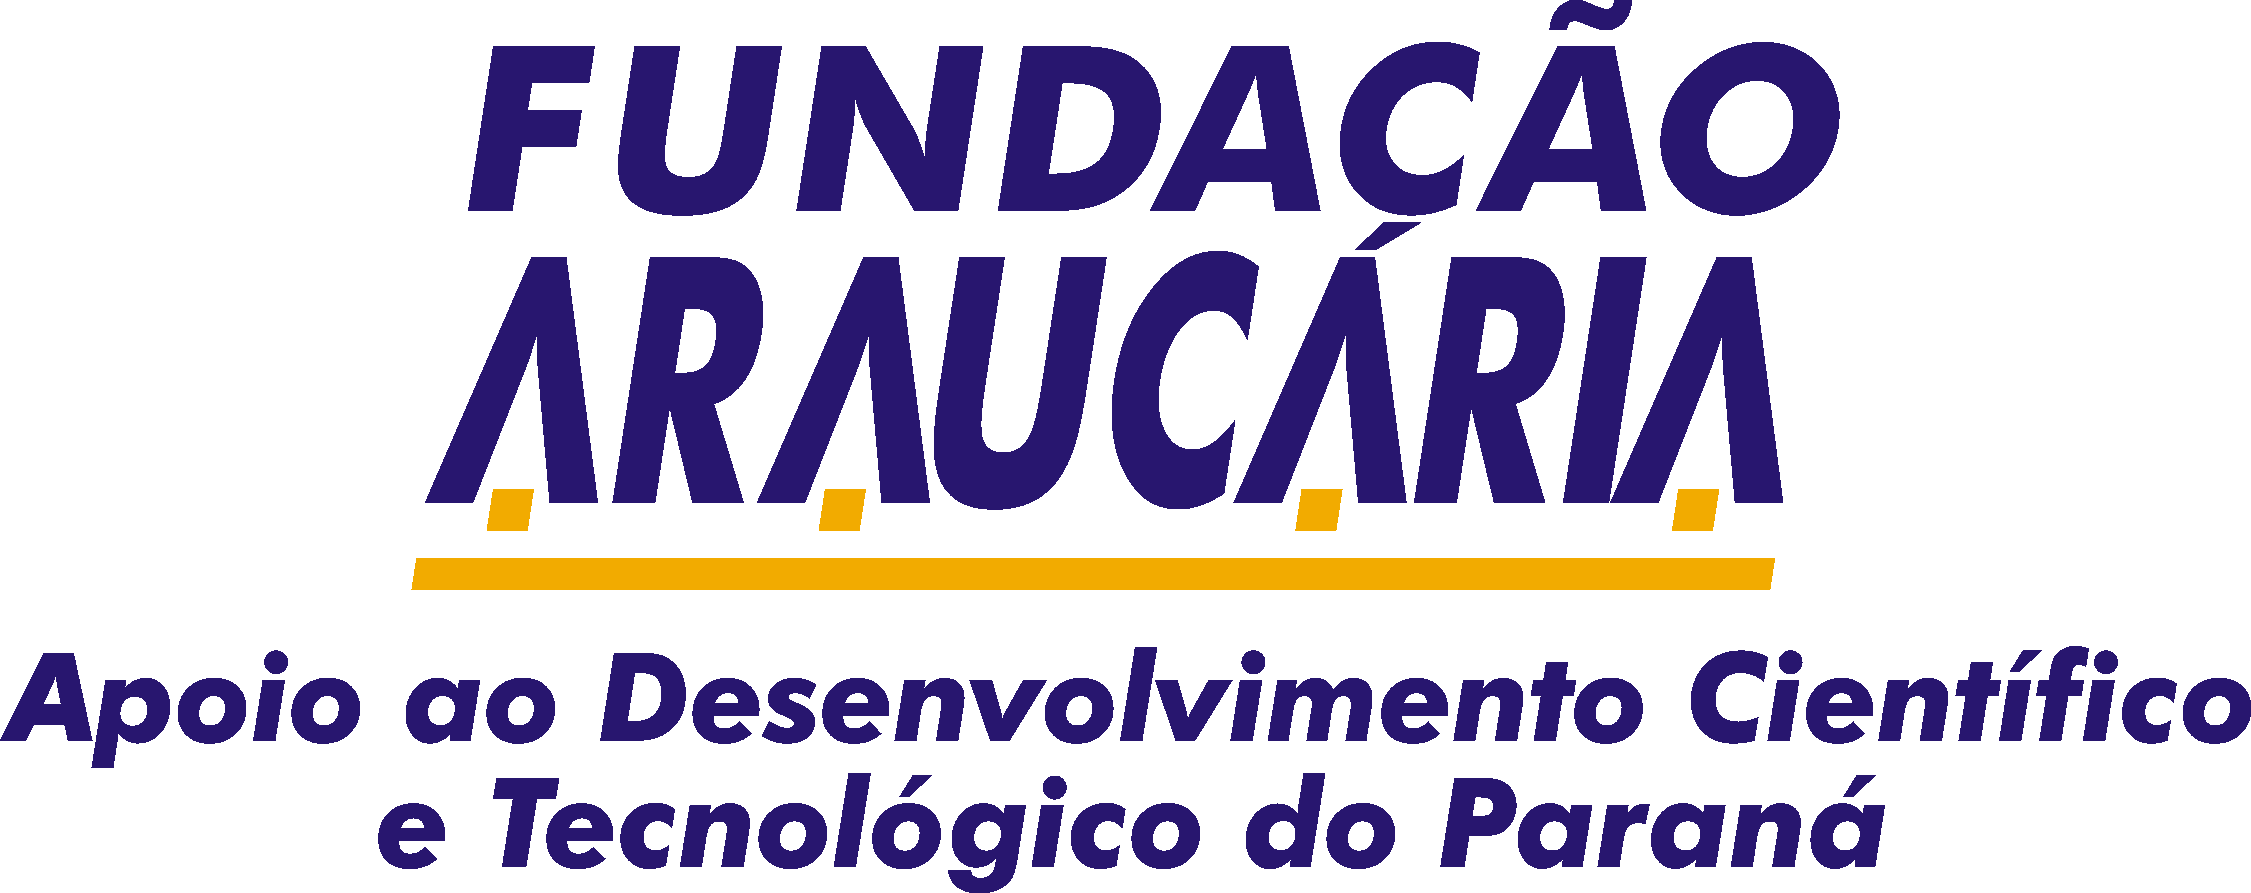 FUNDAÇÃO
ARAUCÁRIA
Apoio ao Desenvolvimento Científico
e Tecnológico do Paraná